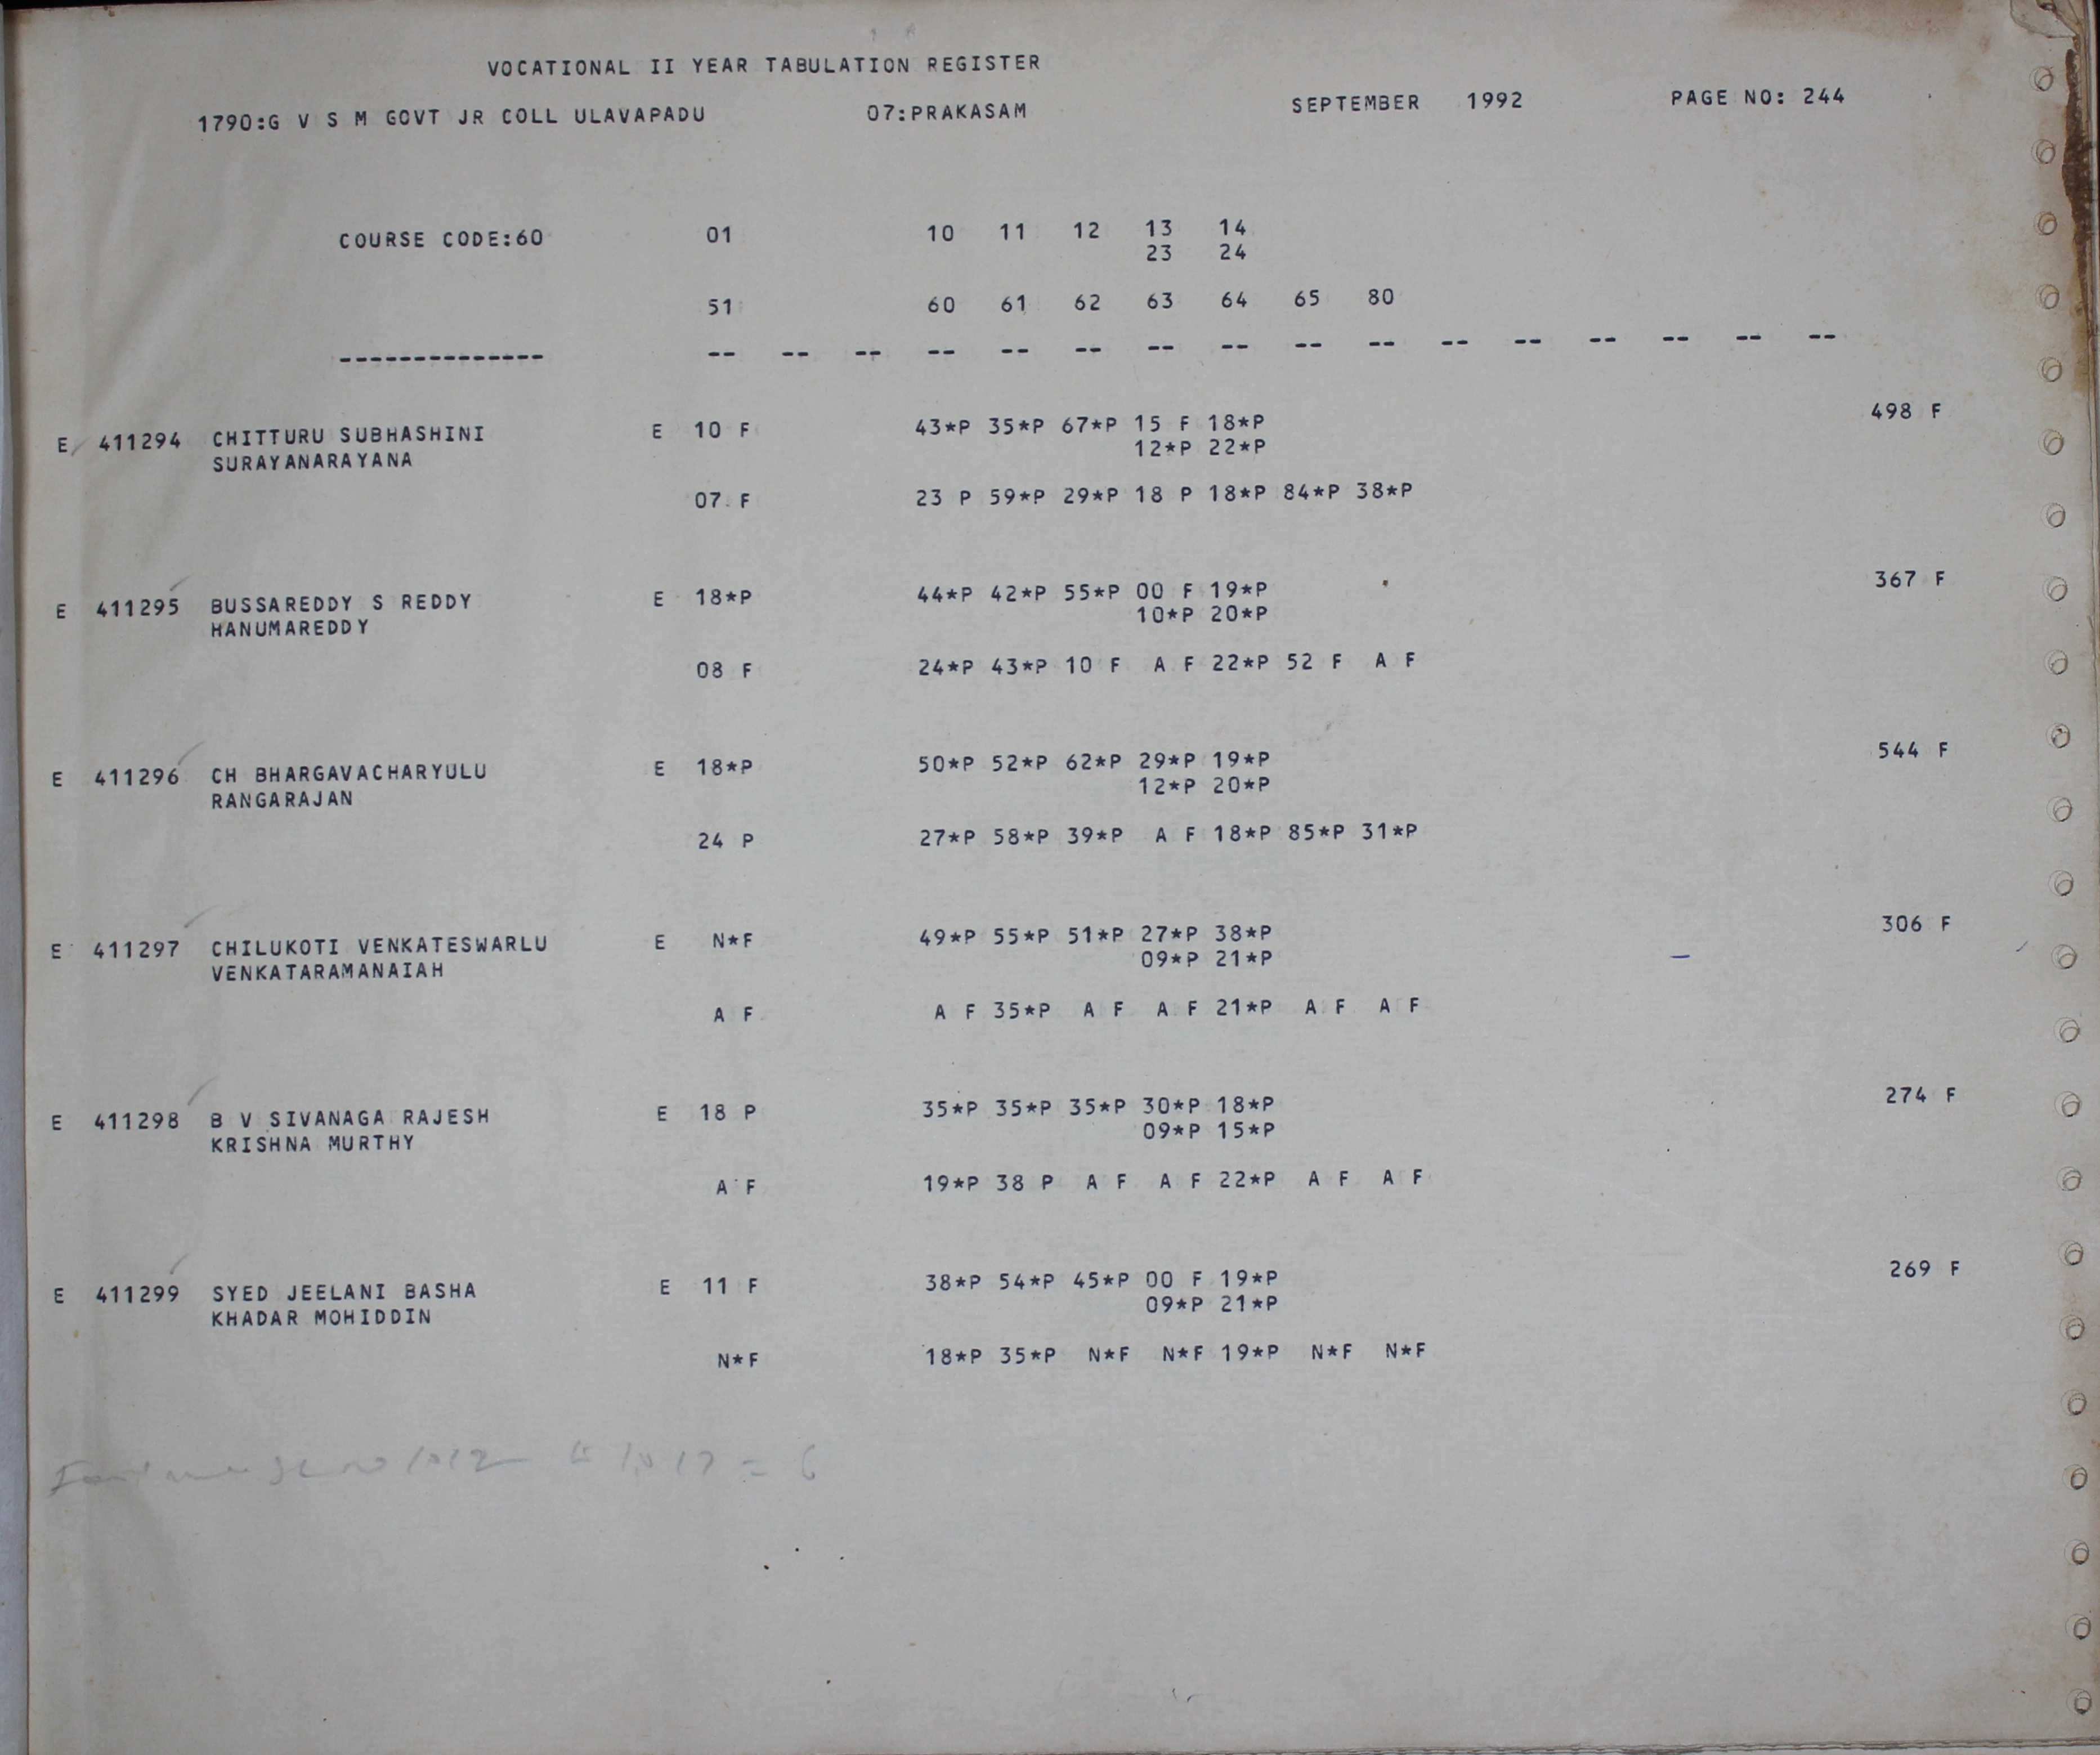 VOCATIONAL II YEAR TABULATION REGISTER
1790:G V S M GOVT JR COLL ULAVAPADU 07:PRAKASAM SEPTEMBER 1992 PAGE NO: 244
COURSE CODE:60 01 10 11 12 13 14
23 24
51 60 61 62 63 64 65 80
-------------- -- -- -- -- -- -- -- -- -- -- -- -- -- -- -- --
E 411294 CHITTURU SUBHASHINI E 10 F 43*P 35*P 67*P 15 F 18*P 498 F
SURAYANARAYANA 12*P 22*P
07 F 23 P 59*P 29*P 18 P 18*P 84*P 38*P
E 411295 BUSSAREDDY S REDDY E 18*P 44*P 42*P 55*P 00 F 19*P 367 F
HANUMAREDDY 10*P 20*P
08 F 24*P 43*P 10 F A F 22*P 52 F A F
E 411296 CH BHARGAVACHARYULU E 18*P 50*P 52*P 62*P 29*P 19*P 544 F
RANGARAJAN 12*P 20*P
24 P 27*P 58*P 39*P A F 18*P 85*P 31*P
E 411297 CHILUKOTI VENKATESWARLU E N*F 49*P 55*P 51*P 27*P 38*P 306 F
VENKATARAMANAIAH 09*P 21*P
A F A F 35*P A F A F 21*P A F A F
E 411298 B V SIVANAGA RAJESH E 18 P 35*P 35*P 35*P 30*P 18*P 274 F
KRISHNA MURTHY 09*P 15*P
A F 19*P 38 P A F A F 22*P A F A F
E 411299 SYED JEELANI BASHA E 11 F 38*P 54*P 45*P 00 F 19*P 269 F
KHADAR MOHIDDIN 09*P 21*P
N*F 18*P 35*P N*F N*F 19*P N*F N*F
= 6